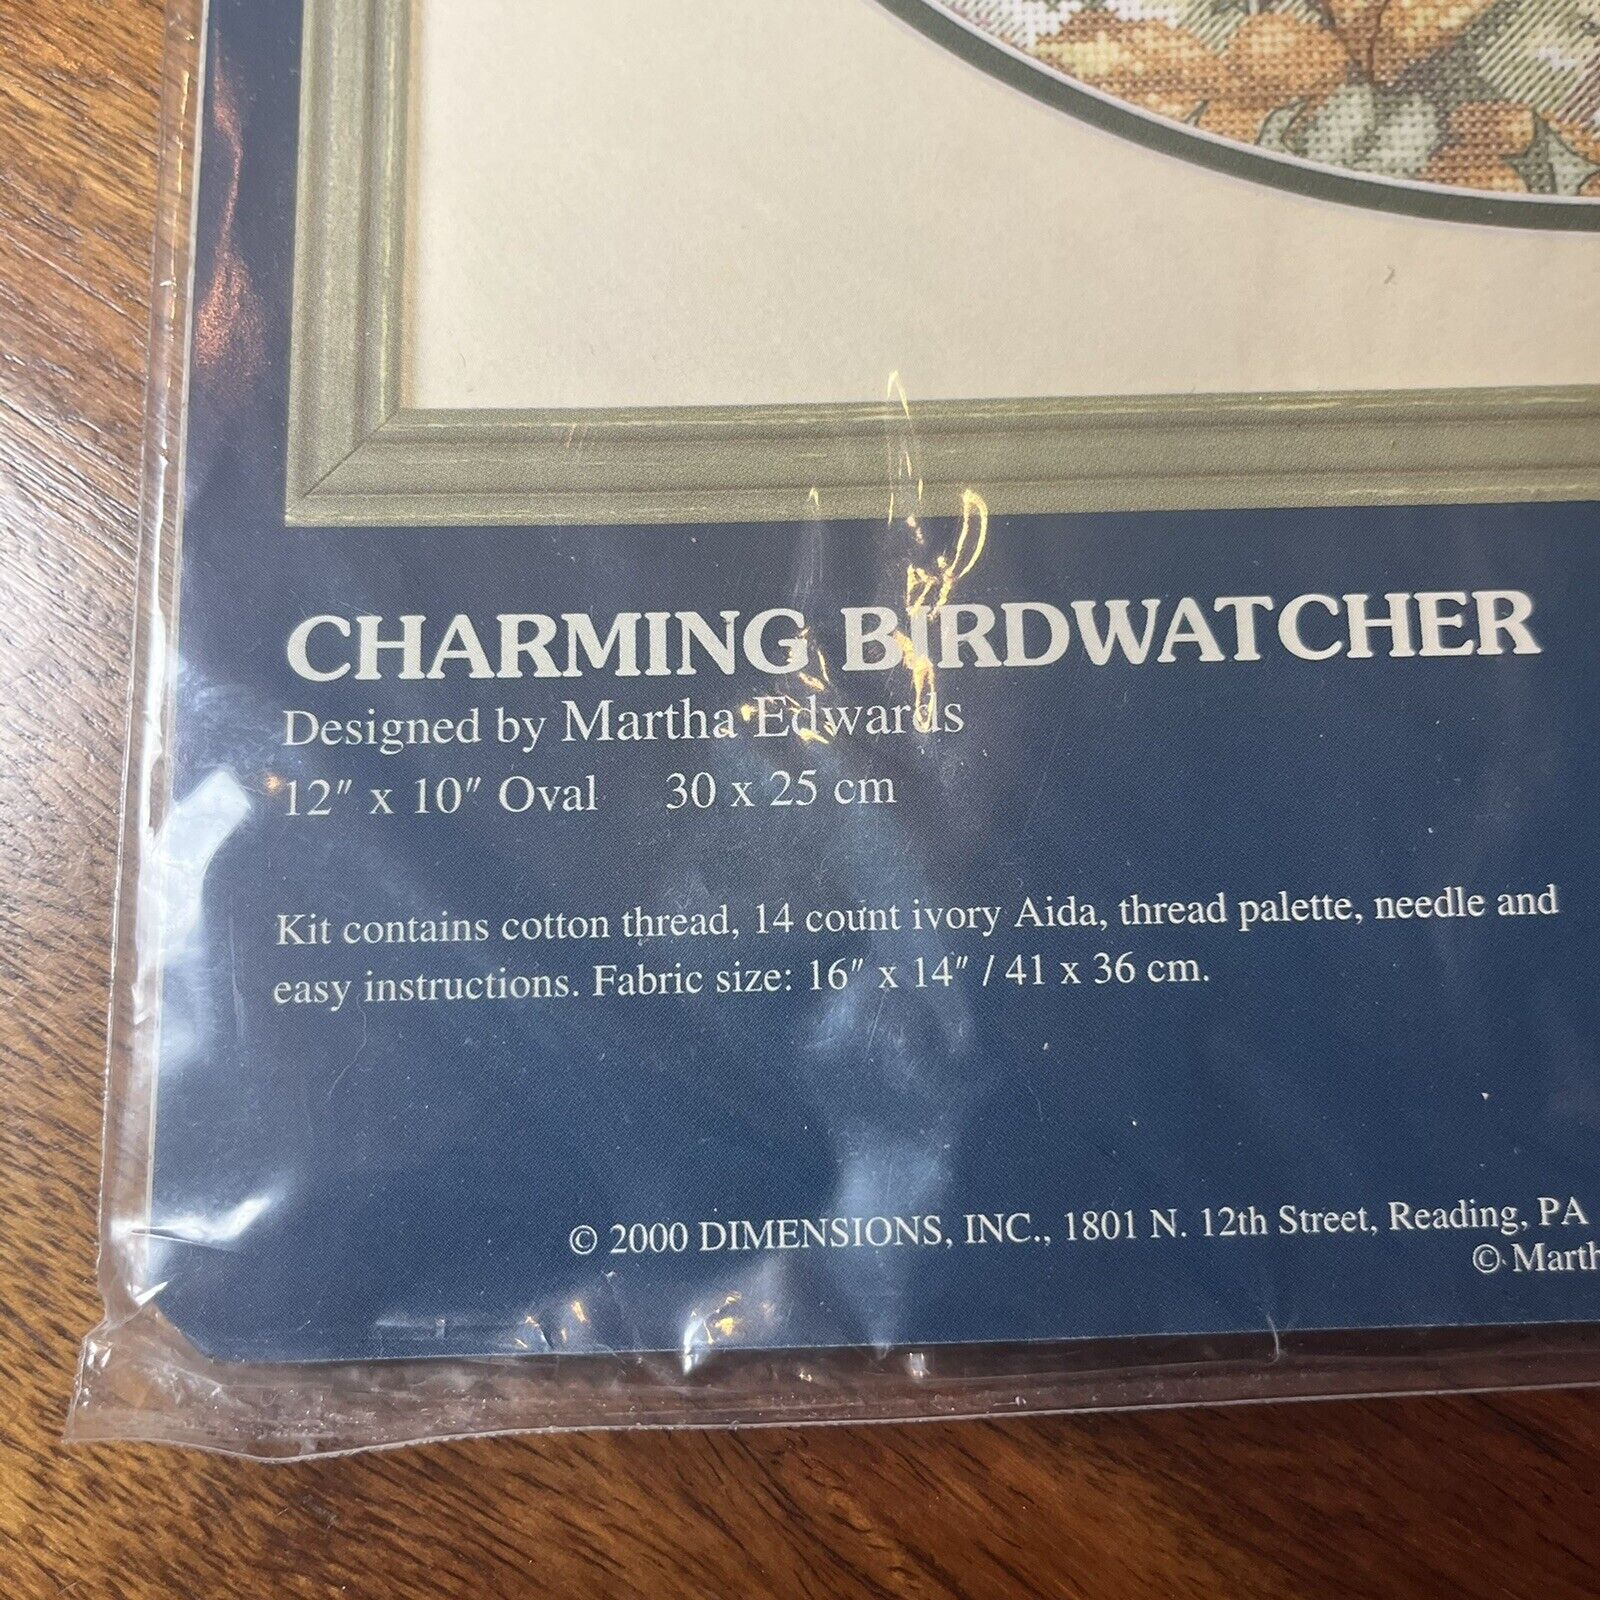 CHARMING BIRDWATCHER
Designed by Martha Edwards
12" x 10" Oval 30 x 25 cm
Kit contains cotton thread, 14 count ivory Aida, thread palette, needle and
easy instructions. Fabric size: 16" x 14" / 41 x 36 cm.
© 2000 DIMENSIONS, INC., 1801 N. 12th Street, Reading, PA
© Marth